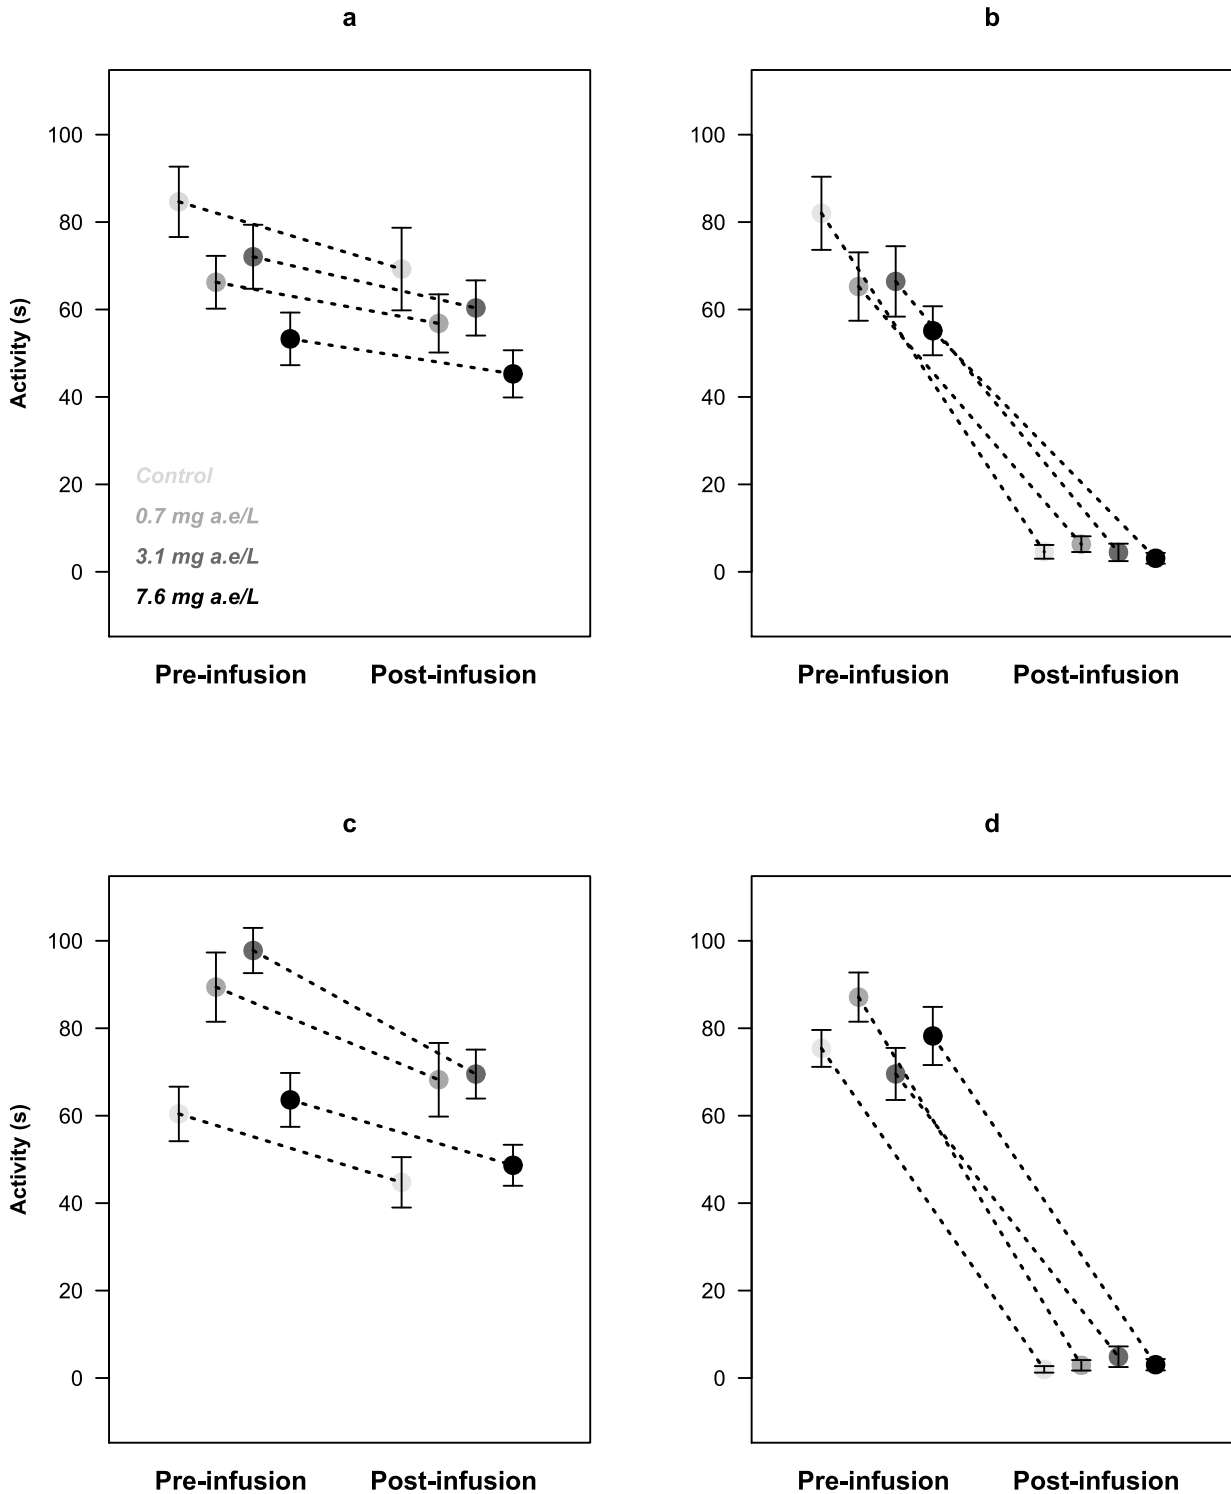 a
b
100
80
60
40
20
0
Activity (s)
Control
0.7 mg a.e/L
3.1 mg a.e/L
7.6 mg a.e/L
Pre-infusion
Post-infusion
100
80
60
40
20
0
Pre-infusion
Post-infusion
c
d
100
80
60
40
20
0
Activity (s)
Pre-infusion
Post-infusion
100
80
60
40
20
0
Pre-infusion
Post-infusion